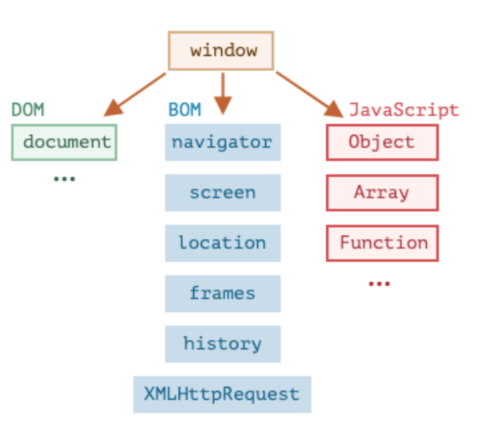 window
DOM
document
...
BOM
navigator
screen
location
frames
history
XMLHttpRequest
JavaScript
Object
Array
Function
...